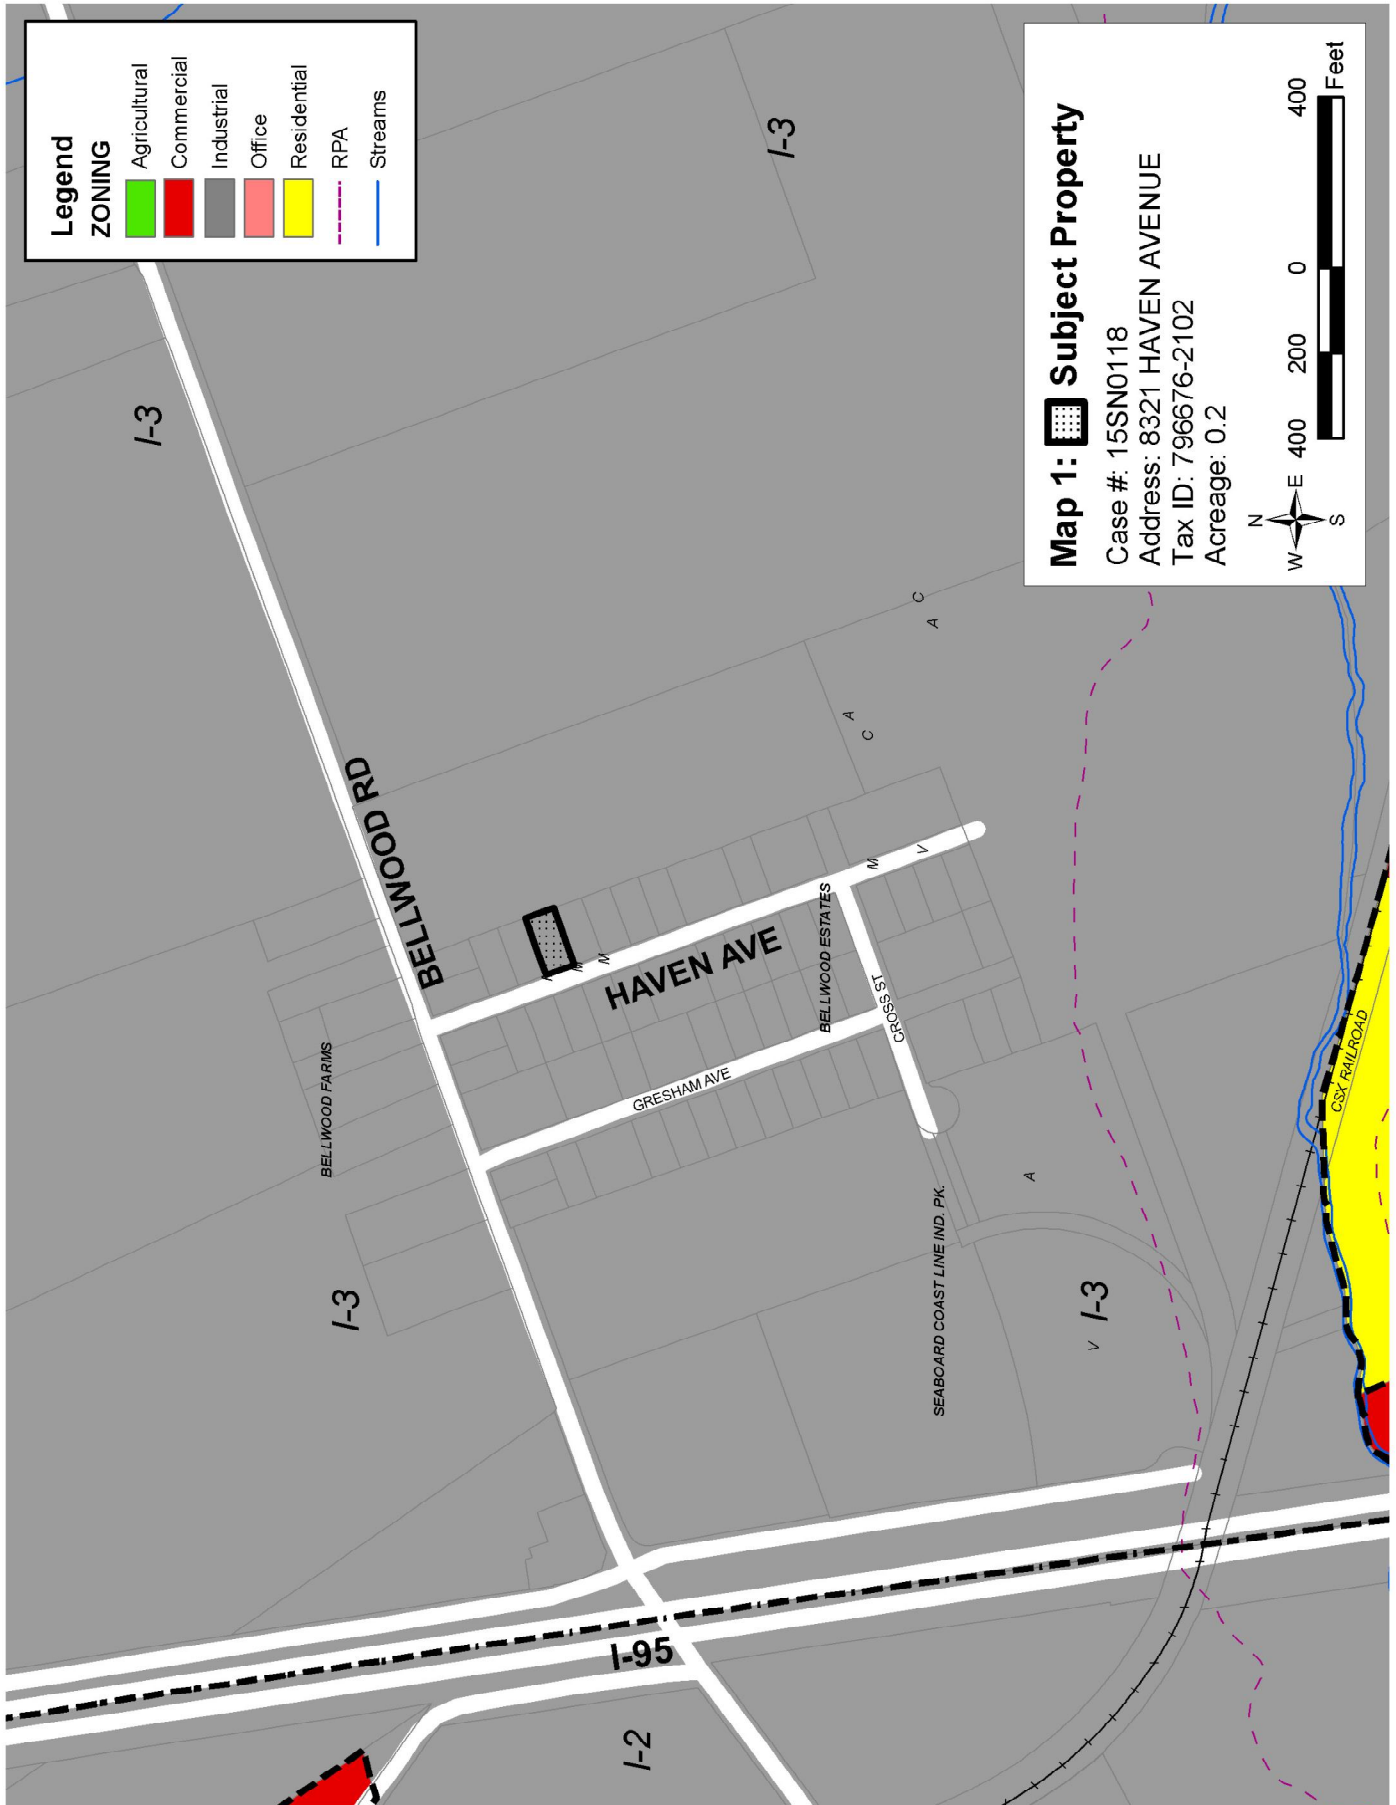 Legend
ZONING
Agricultural
Commercial
Industrial
Office
Residential
RPA
Streams
I-3
I-3
BELLWOOD RD
BELLWOOD FARMS
I-3
M
M
HAVEN AVE
BELLWOOD ESTATES
M
V
GRESHAM AVE
CROSS ST
A
C
A
C
SEABOARD COAST LINE IND. PK.
A
V
I-3
CSX RAILROAD
I-95
I-2
Map 1: Subject Property
Case #: 15SN0118
Address: 8321 HAVEN AVENUE
Tax ID: 796676-2102
Acreage: 0.2
N
W E
S
400 200 0 400
Feet